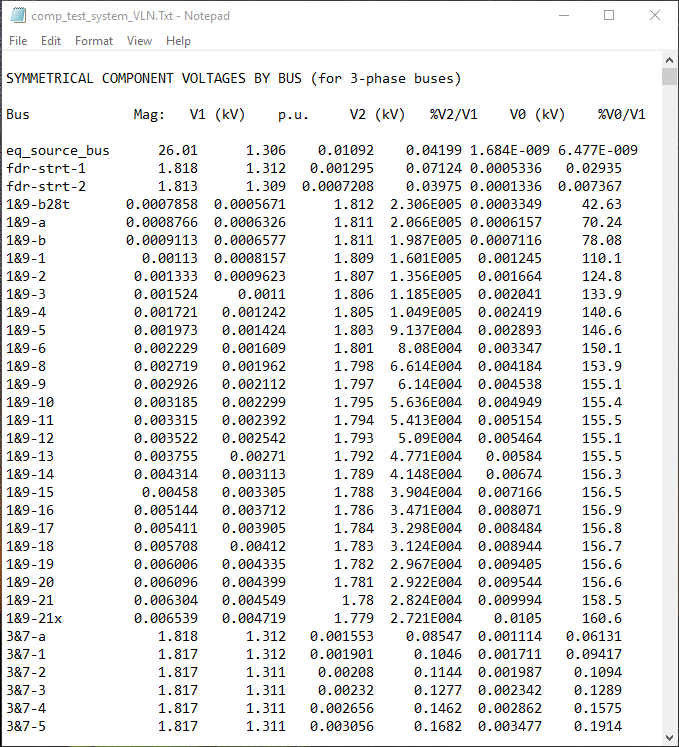 comp_test_system_VLN.Txt - Notepad
File Edit Format View Help
SYMMETRICAL COMPONENT VOLTAGES BY BUS (for 3-phase buses)
Bus Mag: V1 (kV) p.u. V2 (kV) %V2/V1 V0 (kV) %V0/V1
eq_source_bus 26.01 1.306 0.01092 0.04199 1.684E-009 6.477E-009
fdr-strt-1 1.818 1.312 0.001295 0.07124 0.0005336 0.02935
fdr-strt-2 1.813 1.309 0.0007208 0.03975 0.0001336 0.007367
1&9-b28t 0.0007858 0.0005671 1.812 2.306E005 0.0003349 42.63
1&9-a 0.0008766 0.0006326 1.811 2.066E005 0.0006157 70.24
1&9-b 0.0009113 0.0006577 1.811 1.987E005 0.0007116 78.08
1&9-1 0.00113 0.0008157 1.809 1.601E005 0.001245 110.1
1&9-2 0.001333 0.0009623 1.807 1.356E005 0.001664 124.8
1&9-3 0.001524 0.0011 1.806 1.185E005 0.002041 133.9
1&9-4 0.001721 0.001242 1.805 1.049E005 0.002419 140.6
1&9-5 0.001973 0.001424 1.803 9.137E004 0.002893 146.6
1&9-6 0.002229 0.001609 1.801 8.08E004 0.003347 150.1
1&9-8 0.002719 0.001962 1.798 6.614E004 0.004184 153.9
1&9-9 0.002926 0.002112 1.797 6.14E004 0.004538 155.1
1&9-10 0.003185 0.002299 1.795 5.636E004 0.004949 155.4
1&9-11 0.003315 0.002392 1.794 5.413E004 0.005154 155.5
1&9-12 0.003522 0.002542 1.793 5.09E004 0.005464 155.1
1&9-13 0.003755 0.00271 1.792 4.771E004 0.00584 155.5
1&9-14 0.004314 0.003113 1.789 4.148E004 0.00674 156.3
1&9-15 0.00458 0.003305 1.788 3.904E004 0.007166 156.5
1&9-16 0.005144 0.003712 1.786 3.471E004 0.008071 156.9
1&9-17 0.005411 0.003905 1.784 3.298E004 0.008484 156.8
1&9-18 0.005708 0.00412 1.783 3.124E004 0.008944 156.7
1&9-19 0.006006 0.004335 1.782 2.967E004 0.009405 156.6
1&9-20 0.006096 0.004399 1.781 2.922E004 0.009544 156.6
1&9-21 0.006304 0.004549 1.78 2.824E004 0.009994 158.5
1&9-21x 0.006539 0.004719 1.779 2.721E004 0.0105 160.6
3&7-a 1.818 1.312 0.001553 0.08547 0.001114 0.06131
3&7-1 1.817 1.312 0.001901 0.1046 0.001711 0.09417
3&7-2 1.817 1.311 0.00208 0.1144 0.001987 0.1094
3&7-3 1.817 1.311 0.00232 0.1277 0.002342 0.1289
3&7-4 1.817 1.311 0.002656 0.1462 0.002862 0.1575
3&7-5 1.817 1.311 0.003056 0.1682 0.003477 0.1914